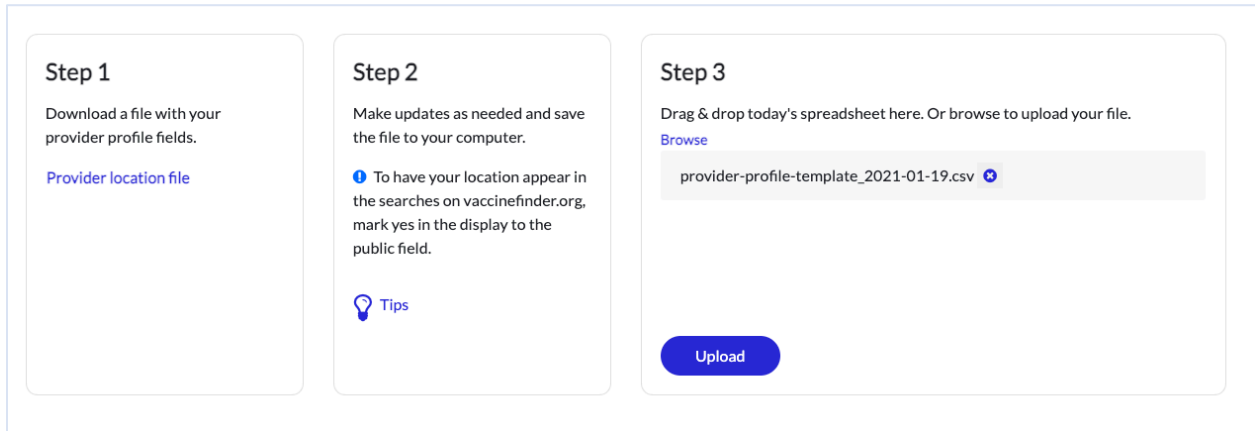 Step 1
Download a file with your
provider profile fields.
Provider location file
Step 2
Make updates as needed and save
the file to your computer.
To have your location appear in
the searches on vaccinefinder.org,
mark yes in the display to the
public field.
Tips
Step 3
Drag & drop today's spreadsheet here. Or browse to upload your file.
Browse
provider-profile-template_2021-01-19.csv
Upload